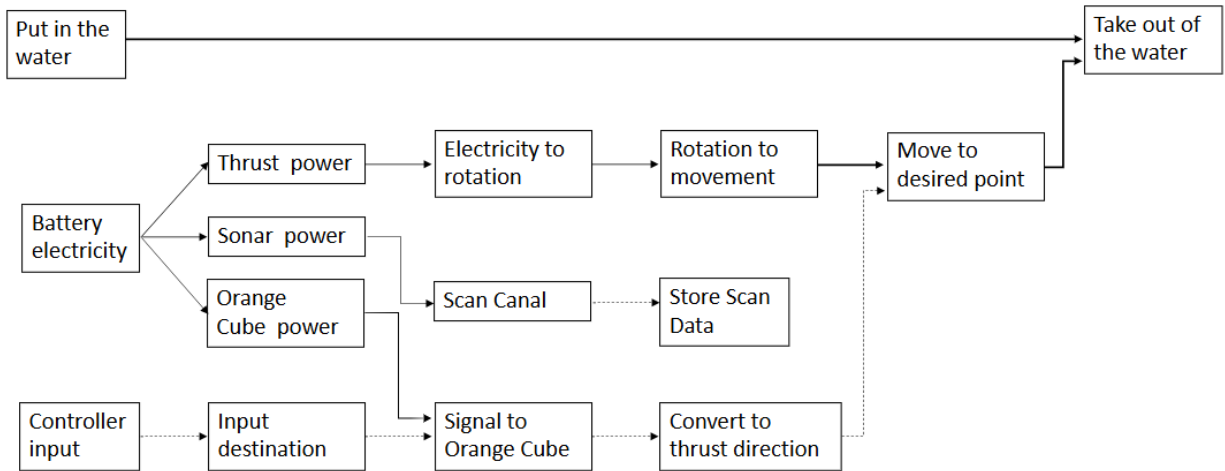 Put in the
water
Take out of
the water
Thrust power
Electricity to
rotation
Rotation to
movement
Move to
desired point
Battery
electricity
Sonar power
Orange
Cube power
Scan Canal
Store Scan
Data
Controller
input
Input
destination
Signal to
Orange Cube
Convert to
thrust direction